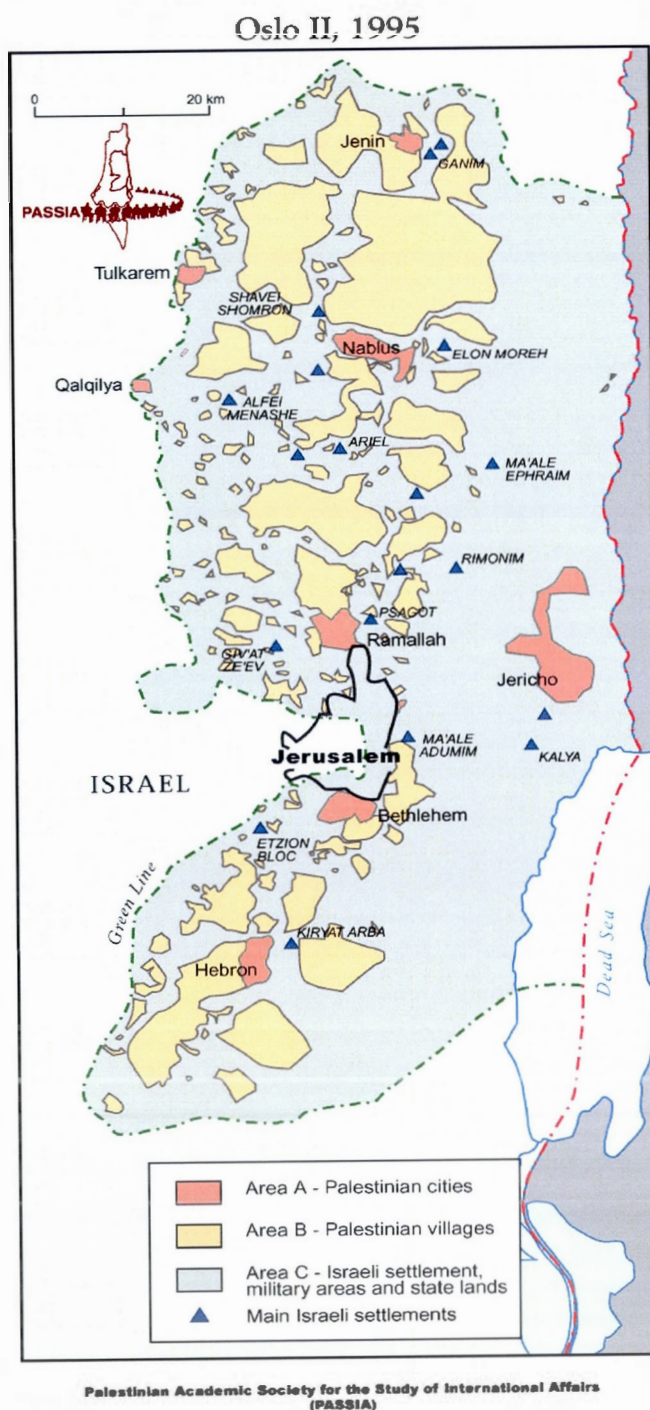 Oslo II, 1995
0
20 km
PASSIA
Jenin
GANIM
Tulkarem
SHAVEI
SHOMRON
Nablus
ELON MOREH
Qalqilya
ALFEI
MENASHE
ARIEL
MA'ALE
EPHRAIM
RIMONIM
PSAGOT
Ramallah
GIV'AT
ZE'EV
Jericho
MA'ALE
ADUMIM
Jerusalem
KALYA
ISRAEL
Bethlehem
ETZION
BLOC
Green Line
KIRYAT ARBA
Hebron
Dead Sea
Area A - Palestinian cities
Area B - Palestinian villages
Area C - Israeli settlement,
military areas and state lands
Main Israeli settlements
Palestinian Academic Society for the Study of International Affairs
(PASSIA)